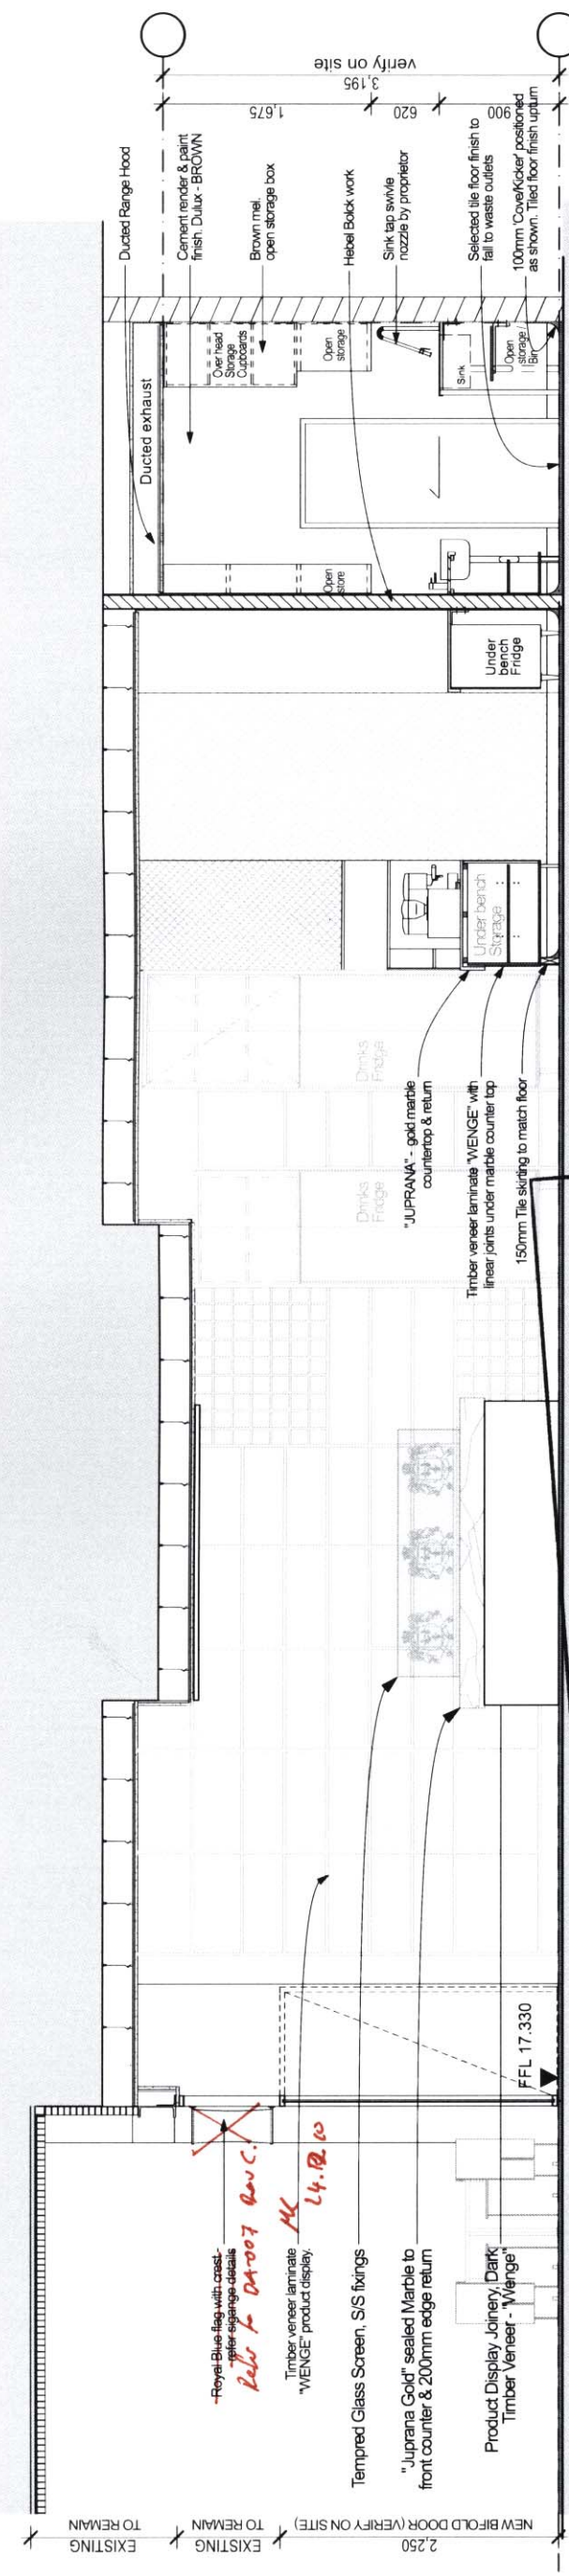 EXISTING
TO REMAIN
EXISTING
TO REMAIN
2,250
NEW BIFOLD DOOR (VERIFY ON SITE)
Royal Blue flag with crest -
refer sigange details
Refer to DA-007 Rev C.
MC
Timber veneer laminate
"WENGE" product display.
Tempred Glass Screen, S/S fixings
"Juprana Gold" sealed Marble to
front counter & 200mm edge return
Product Display Joinery, Dark
Timber Veneer - "Wenge"
FFL 17.330
Drinks
Fridge
Drinks
Fridge
"JUPRANA" - gold marble
countertop & return
Timber veneer laminate "WENGE" with
linear joints under marble counter top
150mm Tile skirting to match floor
Under bench
Storage
Under
bench
Fridge
Open
store
Ducted exhaust
Over head
Storage
Cupboards
Open
storage
Sink
Open
storage /
Bin
Ducted Range Hood
Cement render & paint
finish. Dulux - BROWN
Brown mel.
open storage box
Hebel Bolck work
Sink tap swivle
nozzle by proprietor
Selected tile floor finish to
fall to waste outlets
100mm 'Cove/Kicker' positioned
as shown. Tiled floor finish upturn
1,675
620
900
3,195
verify on site